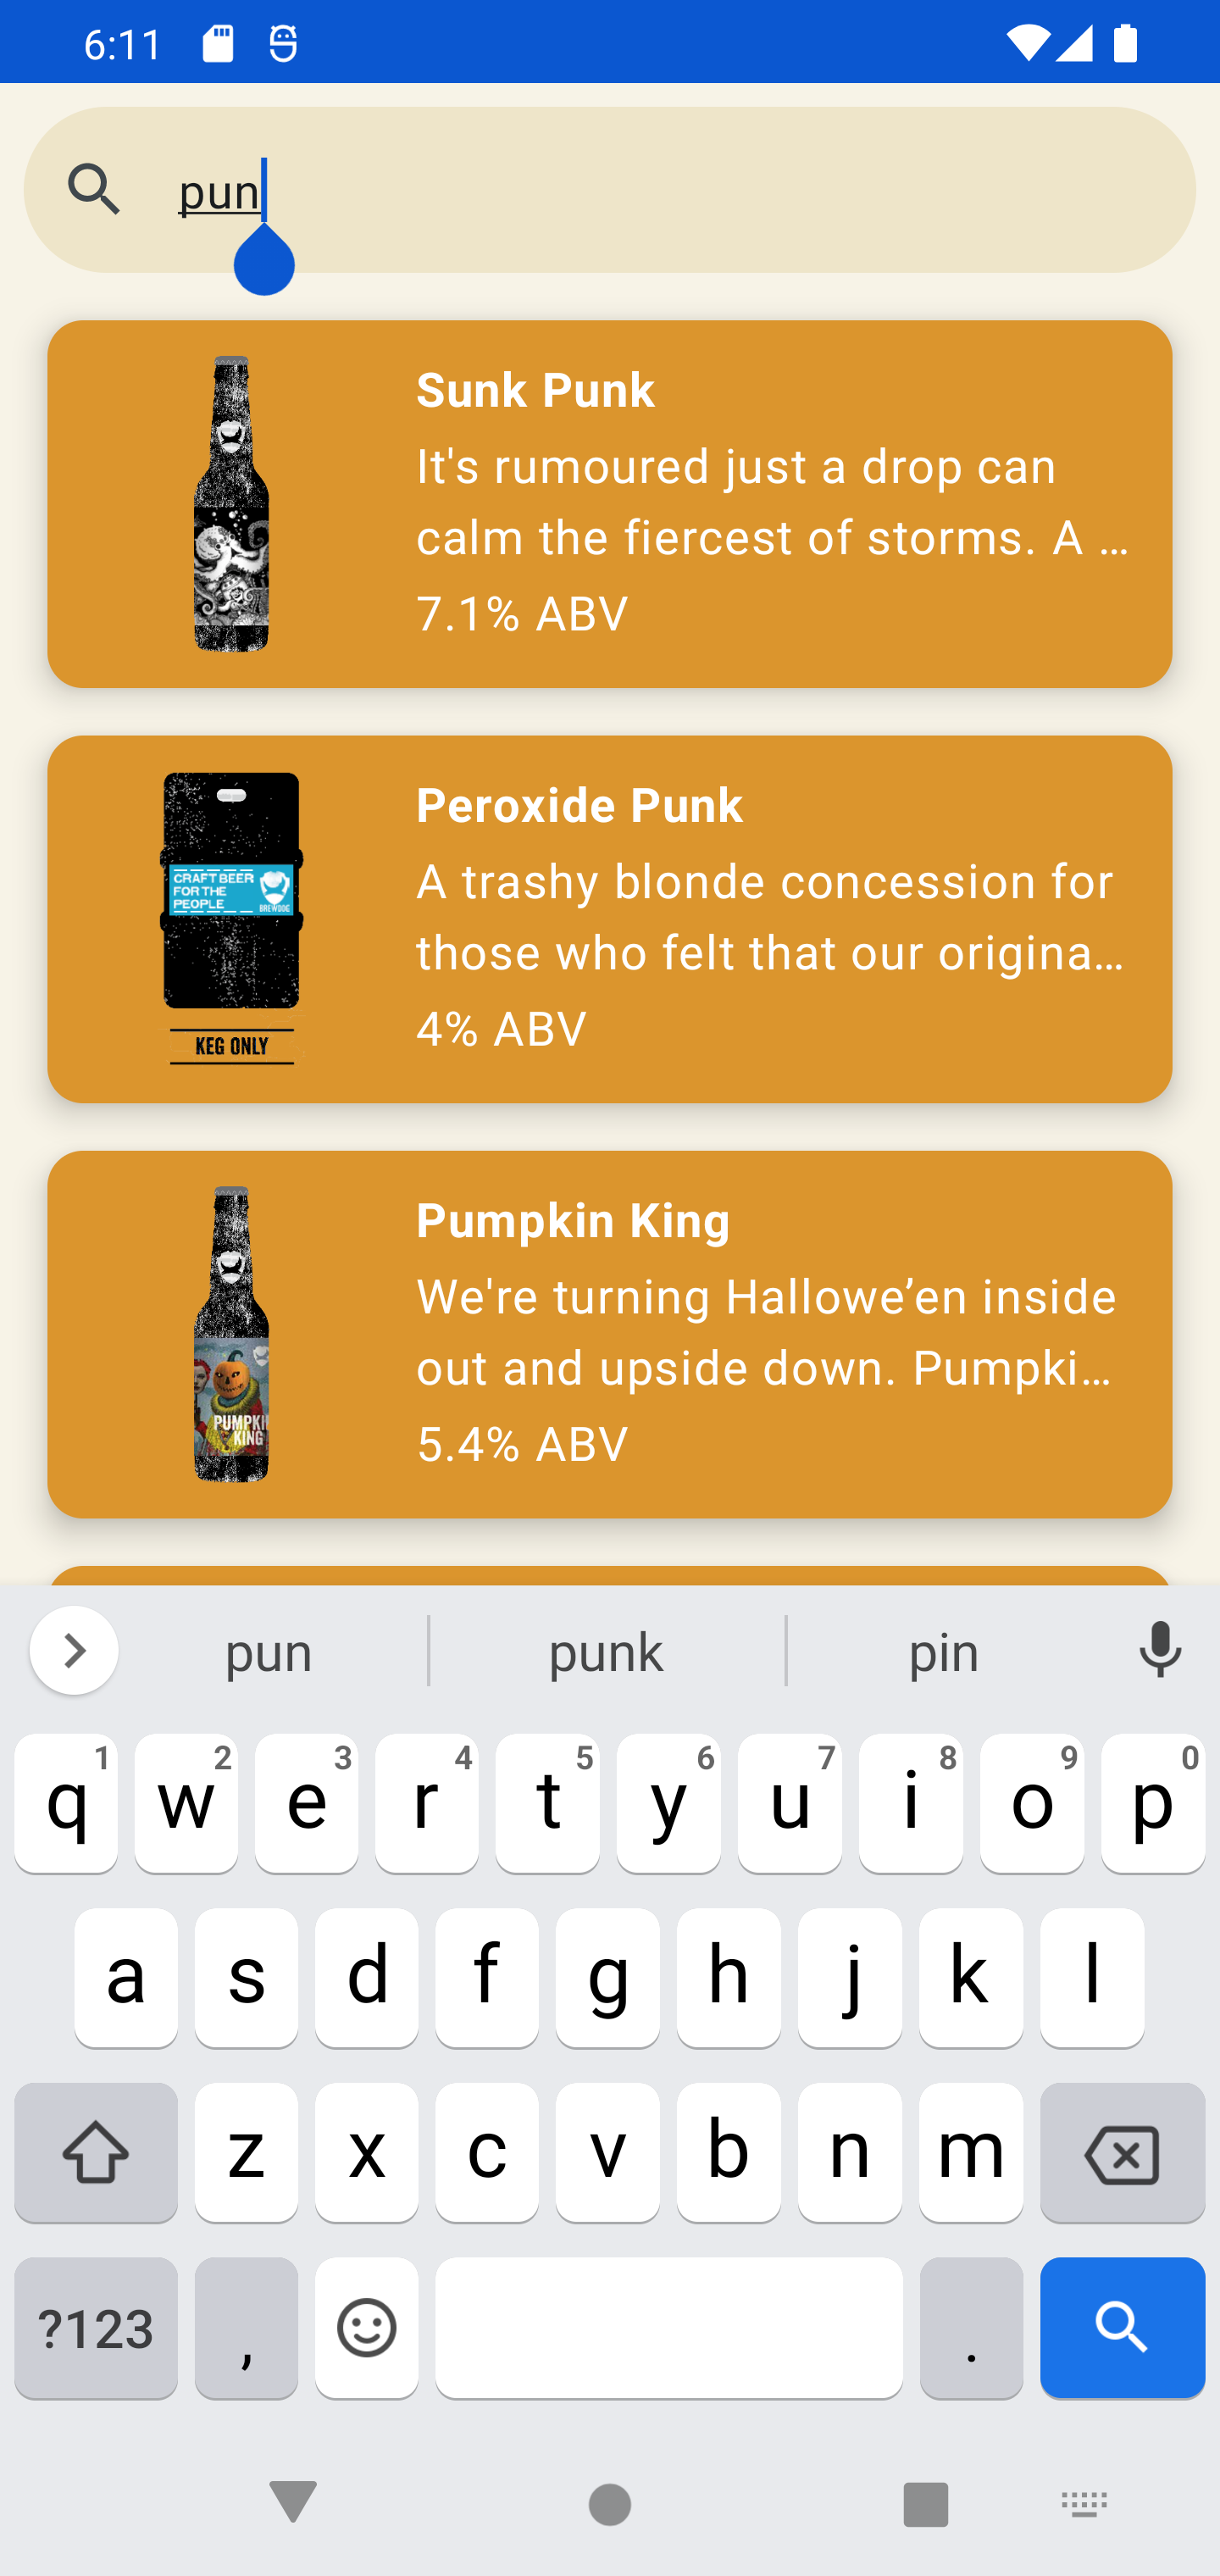 6:11
pun
Sunk Punk
It's rumoured just a drop can
calm the fiercest of storms. A ...
7.1% ABV
CRAFT BEER
FOR THE
PEOPLE
BREWDOG
KEG ONLY
Peroxide Punk
A trashy blonde concession for
those who felt that our origina...
4% ABV
PUMPKI
KING
Pumpkin King
We're turning Hallowe’en inside
out and upside down. Pumpki...
5.4% ABV
pun punk pin
q 1 w 2 e 3 r 4 t 5 y 6 u 7 i 8 o 9 p 0
a s d f g h j k l
z x c v b n m
?123 , .